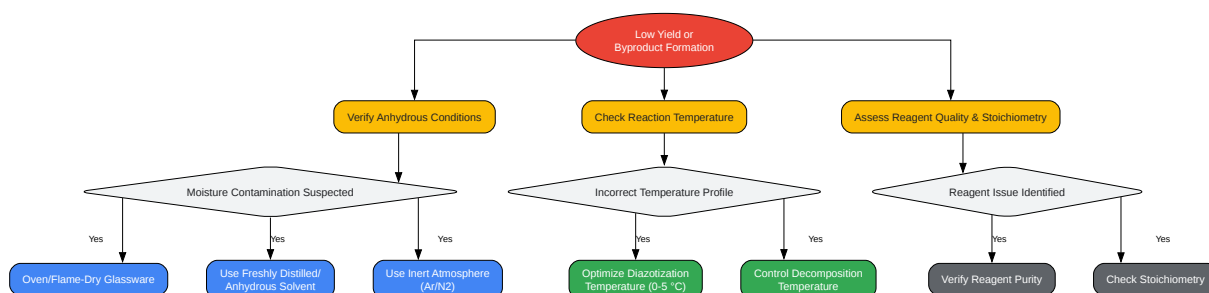 Low Yield or
Byproduct Formation
Verify Anhydrous Conditions
Check Reaction Temperature
Assess Reagent Quality & Stoichiometry
Moisture Contamination Suspected
Incorrect Temperature Profile
Reagent Issue Identified
Yes
Yes
Yes
Yes
Yes
Yes
Yes
Oven/Flame-Dry Glassware
Use Freshly Distilled/
Anhydrous Solvent
Use Inert Atmosphere
(Ar/N2)
Optimize Diazotization
Temperature (0-5 °C)
Control Decomposition
Temperature
Verify Reagent Purity
Check Stoichiometry